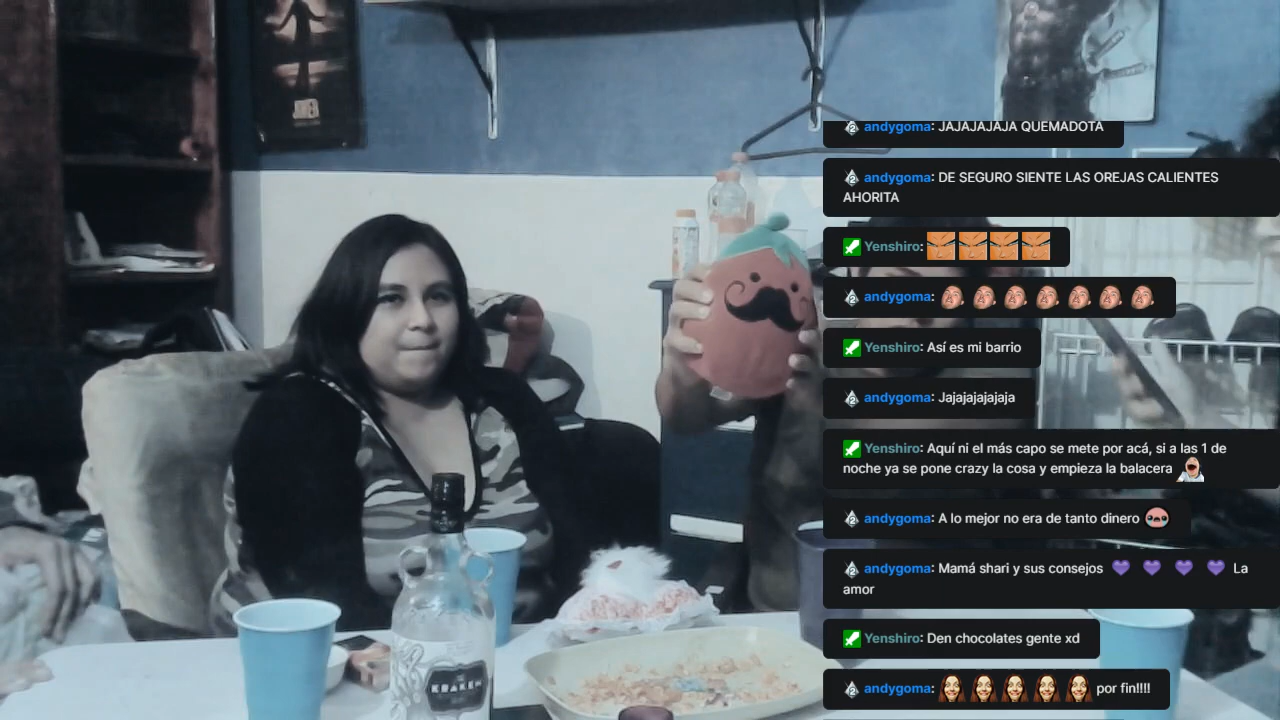 andygoma: JAJAJAJAJA QUEMADOTA
andygoma: DE SEGURO SIENTE LAS OREJAS CALIENTES
AHORITA
Yenshiro:
andygoma:
Yenshiro: Así es mi barrio
andygoma: Jajajajajaja
Yenshiro: Aquí ni el más capo se mete por acá, si a las 1 de
noche ya se pone crazy la cosa y empieza la balacera
andygoma: A lo mejor no era de tanto dinero
andygoma: Mamá shari y sus consejos 💜 💜 💜 💜 La
amor
Yenshiro: Den chocolates gente xd
andygoma: por fin!!!!
KRAKEN